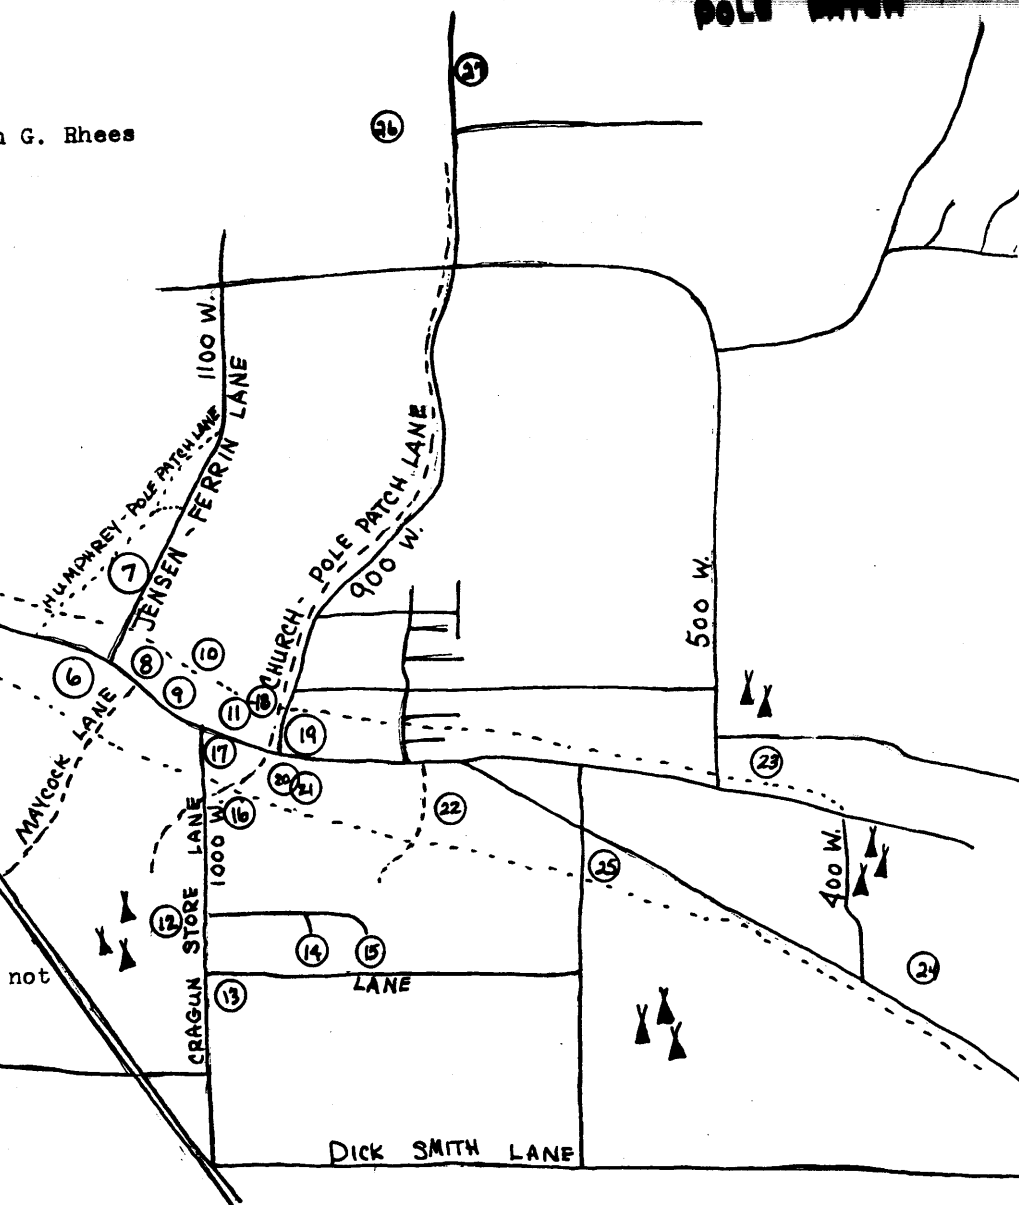 POLE PATCH
27
26
G. Rhees
1100 W.
JENSEN - FERRIN LANE
HUMPHREY - POLE PATCH LANE
CHURCH - POLE PATCH LANE
900 W.
500 W.
7
10
8
6
9
18
11
19
17
MAYCOCK LANE
23
20
21
22
16
1000 W.
25
400 W.
12
14
15
24
LANE
not
13
CRAGUN STORE LANE
DICK SMITH LANE